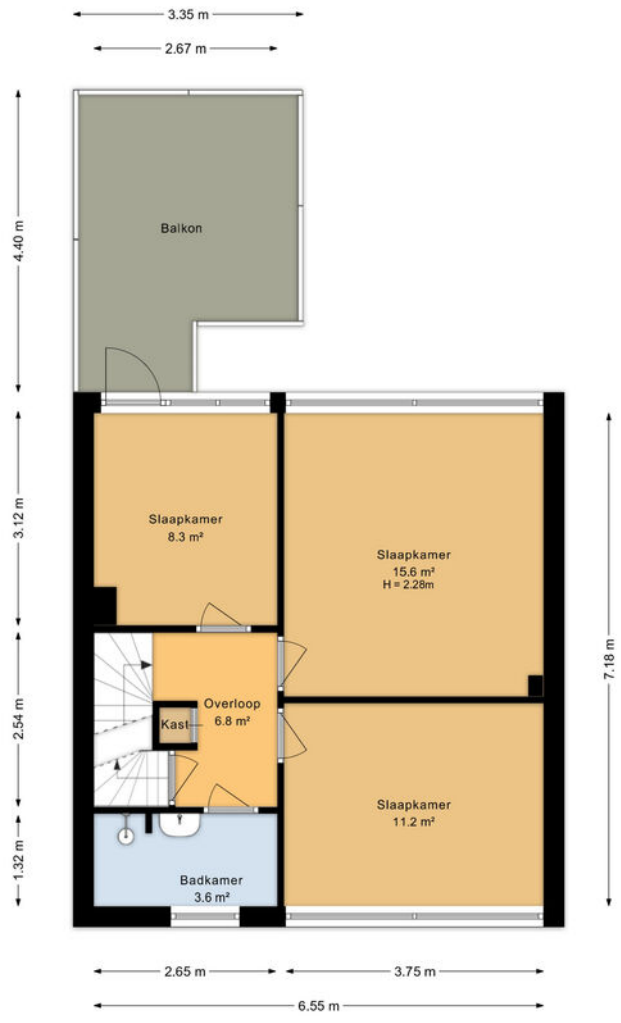 3.35 m
2.67 m
4.40 m
Balkon
3.12 m
Slaapkamer
8.3 m²
Slaapkamer
15.6 m²
H = 2.28m
7.18 m
2.54 m
Overloop
6.8 m²
Kast
Slaapkamer
11.2 m²
1.32 m
Badkamer
3.6 m²
2.65 m
3.75 m
6.55 m